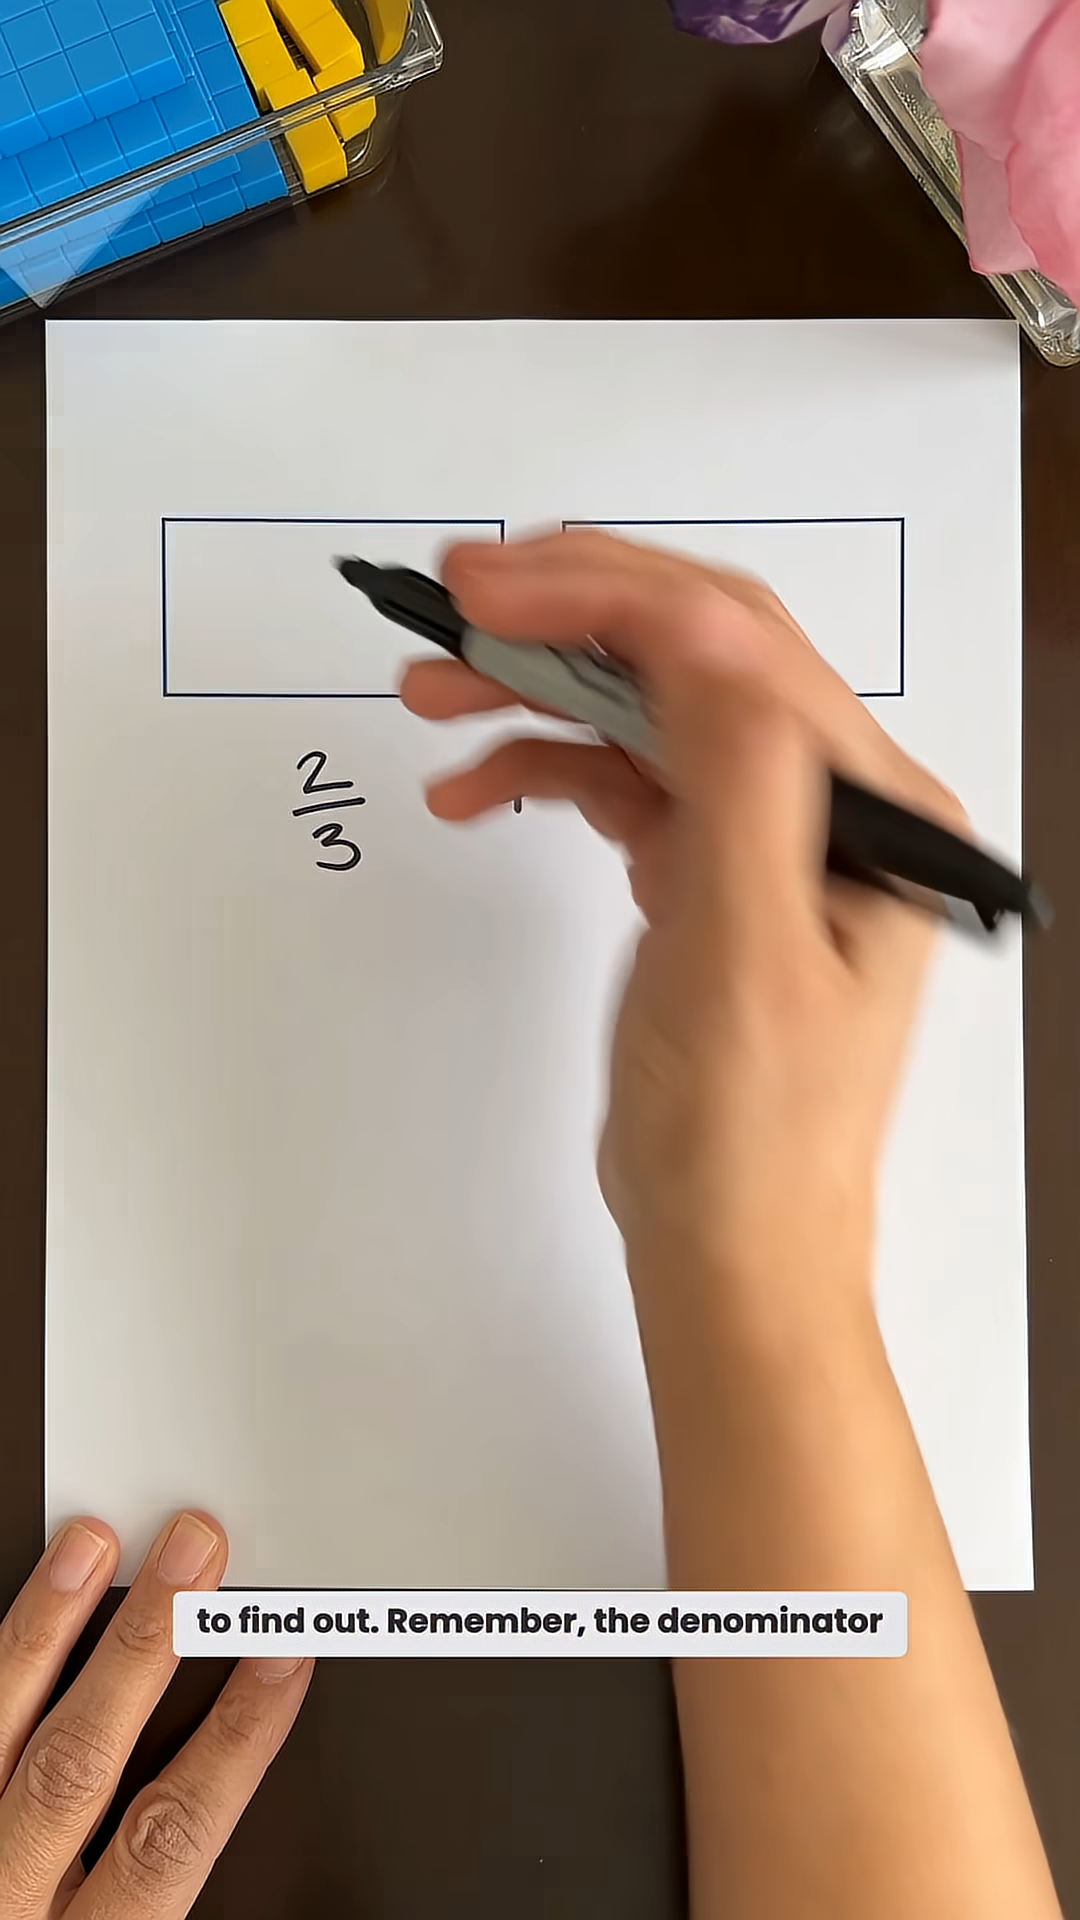 2
3
to find out. Remember, the denominator